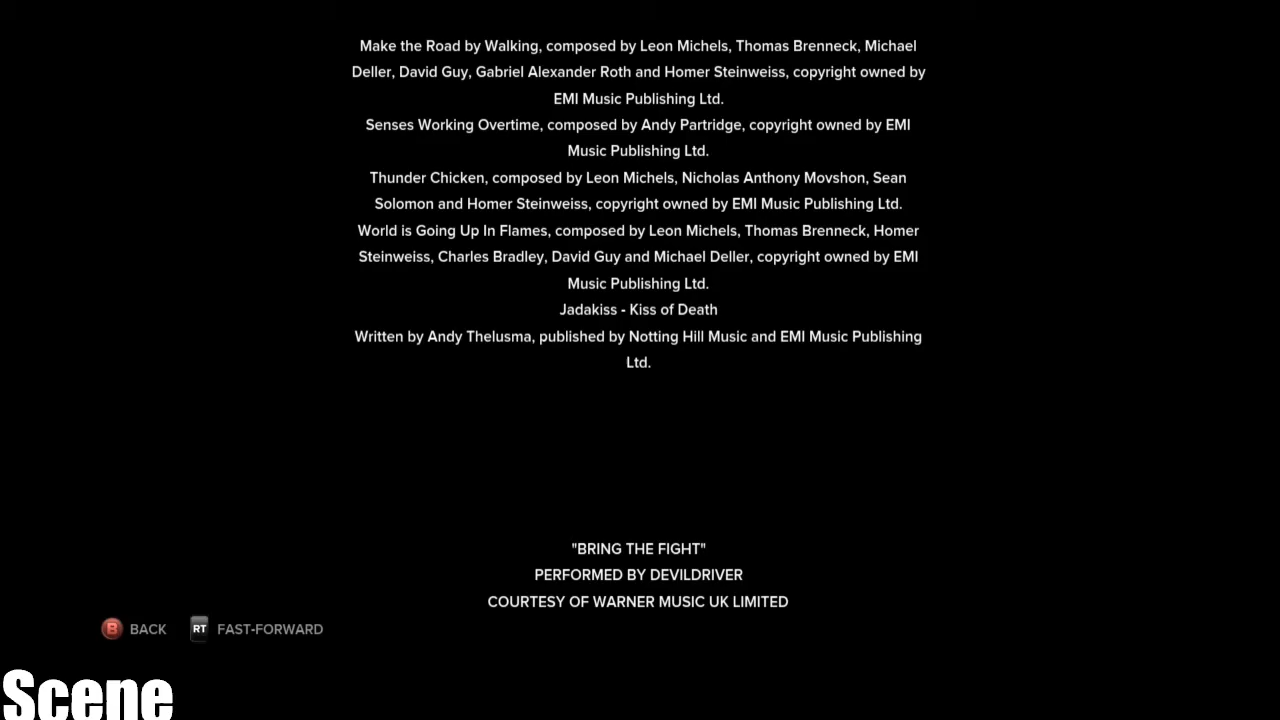 Make the Road by Walking, composed by Leon Michels, Thomas Brenneck, Michael
Deller, David Guy, Gabriel Alexander Roth and Homer Steinweiss, copyright owned by
EMI Music Publishing Ltd.
Senses Working Overtime, composed by Andy Partridge, copyright owned by EMI
Music Publishing Ltd.
Thunder Chicken, composed by Leon Michels, Nicholas Anthony Movshon, Sean
Solomon and Homer Steinweiss, copyright owned by EMI Music Publishing Ltd.
World is Going Up In Flames, composed by Leon Michels, Thomas Brenneck, Homer
Steinweiss, Charles Bradley, David Guy and Michael Deller, copyright owned by EMI
Music Publishing Ltd.
Jadakiss - Kiss of Death
Written by Andy Thelusma, published by Notting Hill Music and EMI Music Publishing
Ltd.
"BRING THE FIGHT"
PERFORMED BY DEVILDRIVER
COURTESY OF WARNER MUSIC UK LIMITED
B BACK RT FAST-FORWARD
Scene